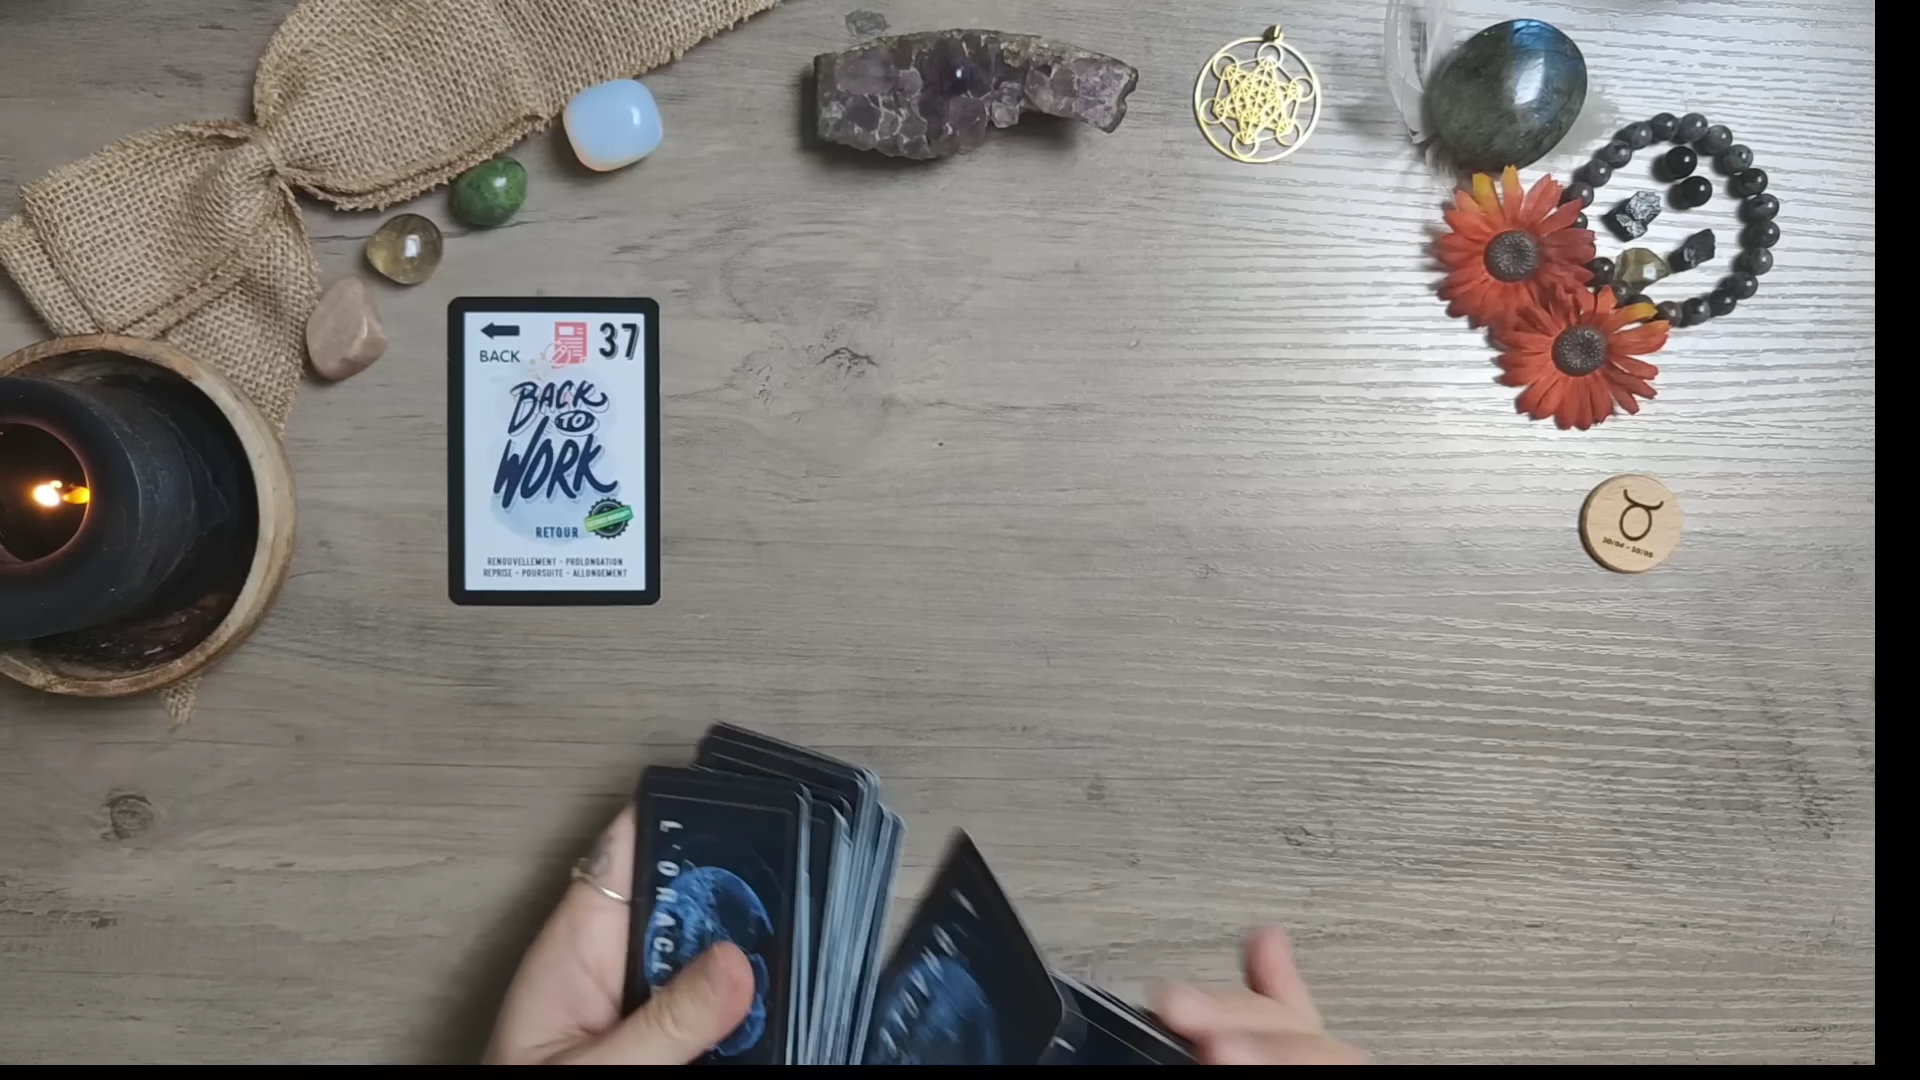 BACK
37
BACK
TO
WORK
RETOUR
RENOUVELLEMENT - PROLONGATION
REPRISE - POURSUITE - ALLONGEMENT
L'ORACL